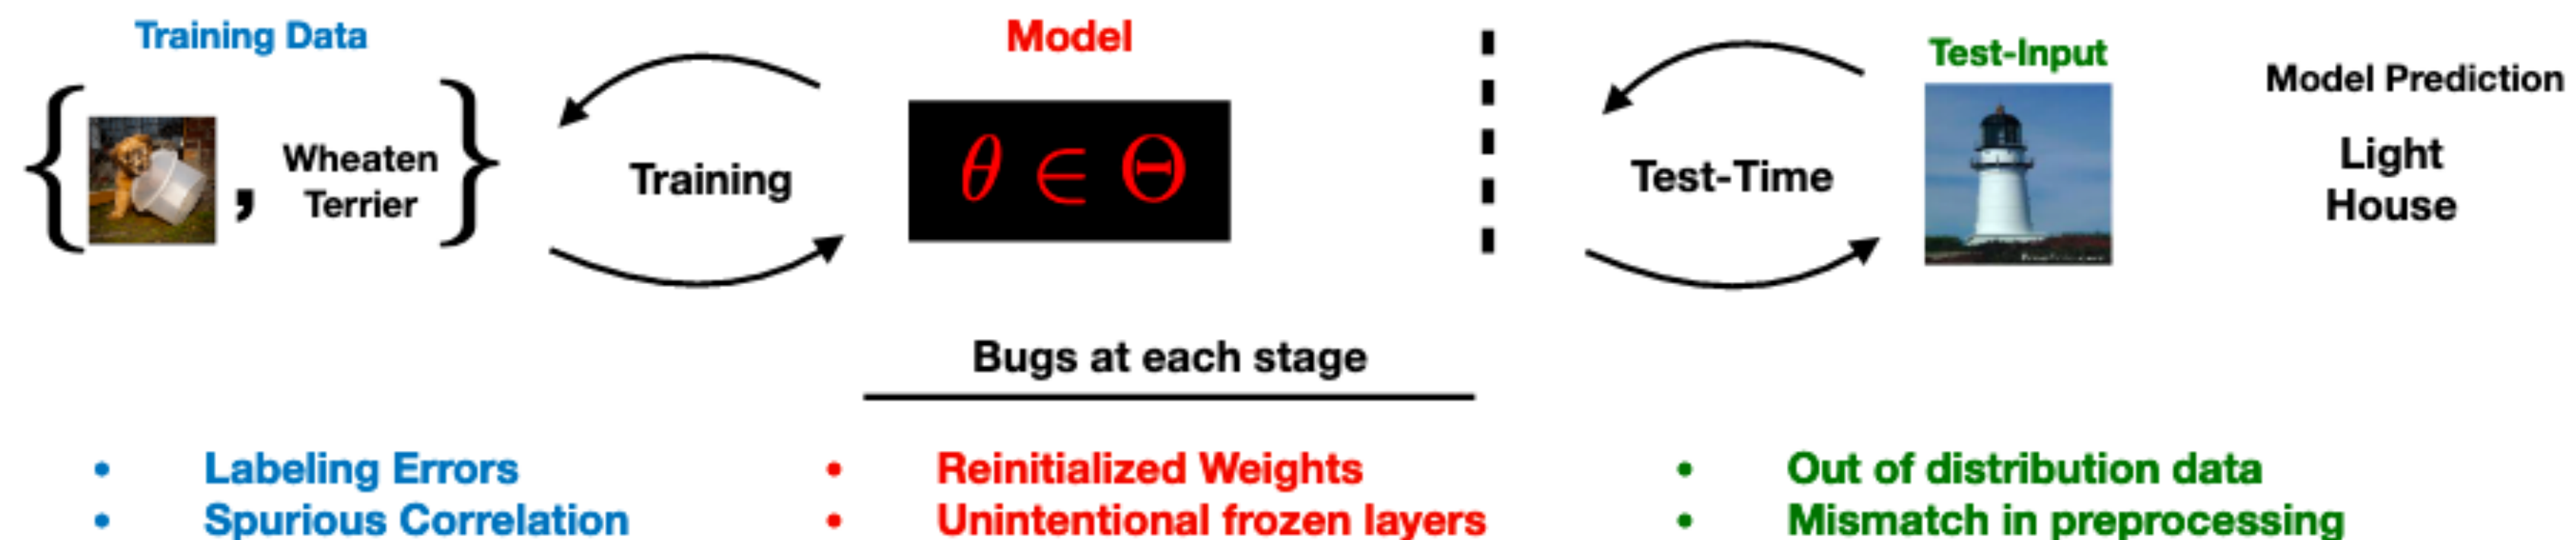 Training Data
Model
Test-Input
Model Prediction
{ , Wheaten
Terrier }
Training
θ ∈ Θ
Test-Time
Light
House
Bugs at each stage
• Labeling Errors
• Spurious Correlation
• Reinitialized Weights
• Unintentional frozen layers
• Out of distribution data
• Mismatch in preprocessing